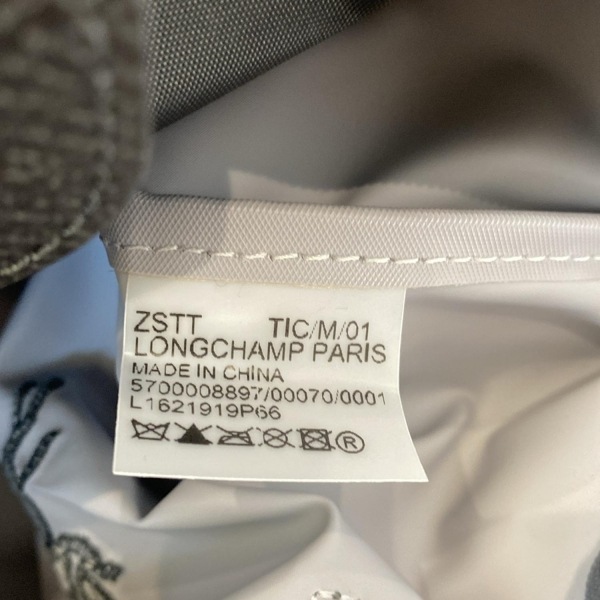 ZSTT TIC/M/01
LONGCHAMP PARIS
MADE IN CHINA
5700008897/00070/0001
L1621919P66
®